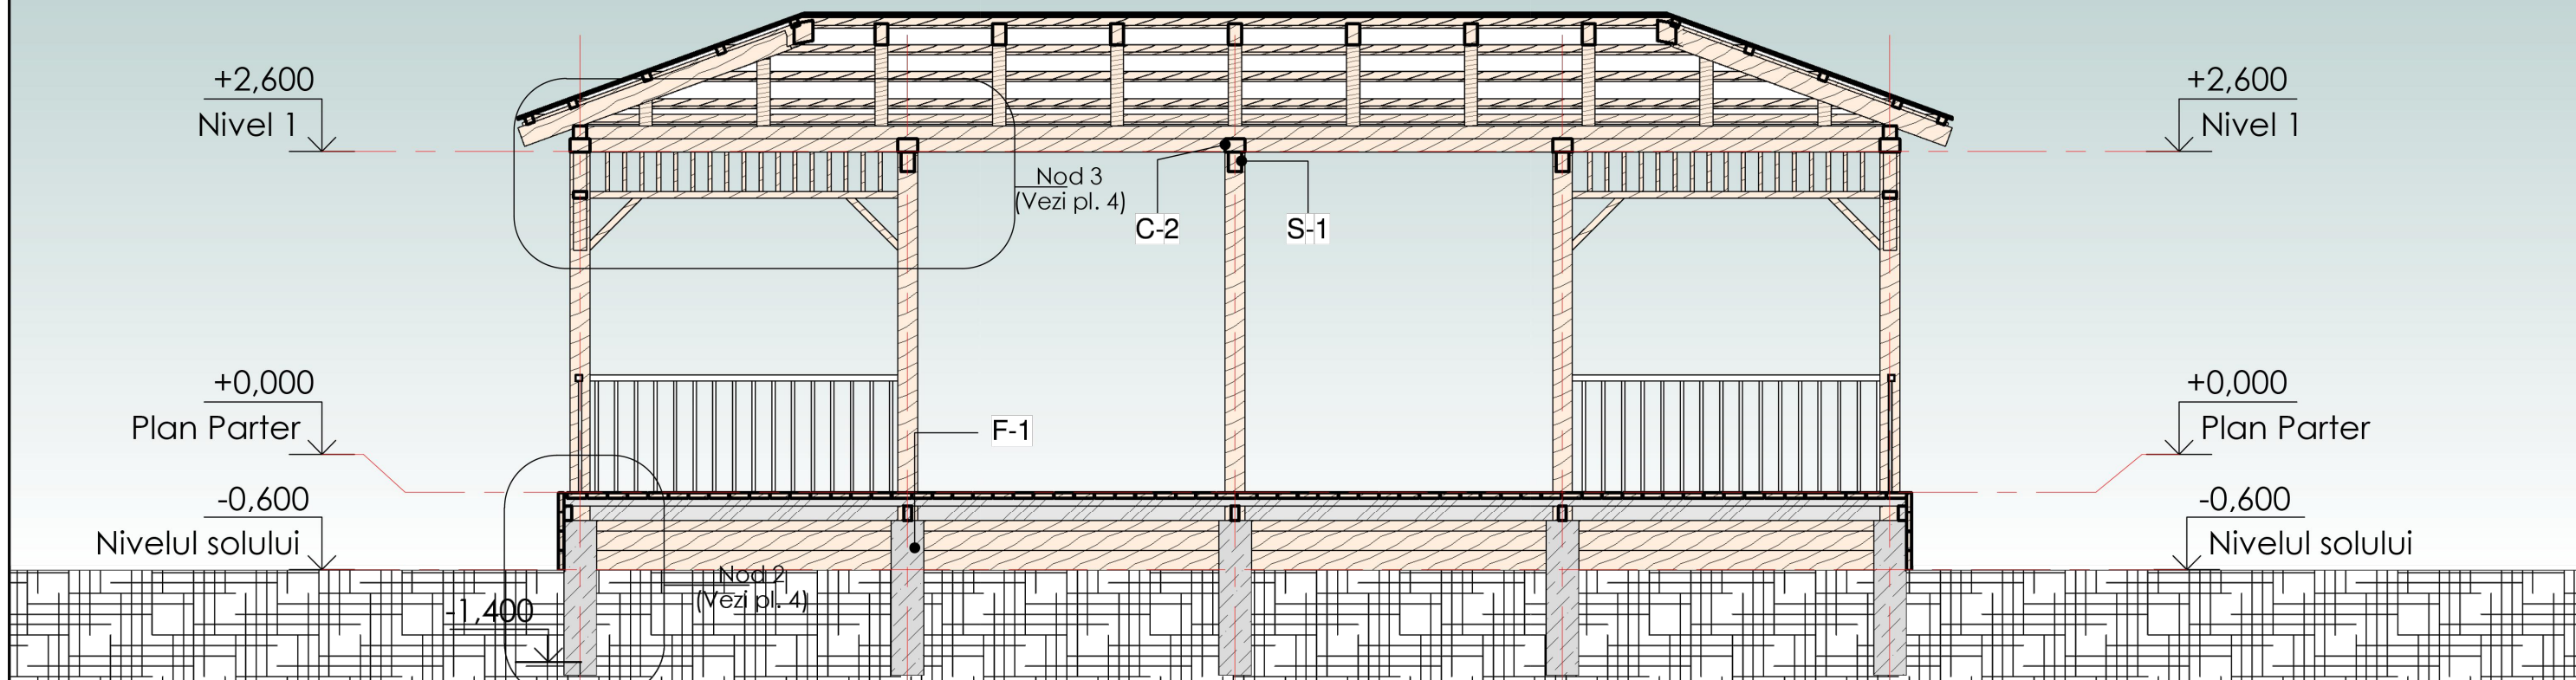 +2,600
Nivel 1
+2,600
Nivel 1
Nod 3
(Vezi pl. 4)
C-2
S-1
+0,000
Plan Parter
+0,000
Plan Parter
F-1
-0,600
Nivelul solului
-0,600
Nivelul solului
Nod 2
(Vezi pl. 4)
-1,400